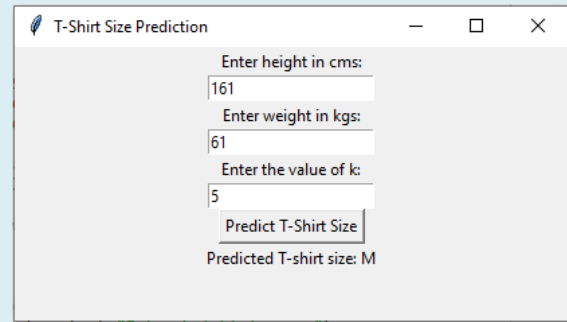 T-Shirt Size Prediction
Enter height in cms:
161
Enter weight in kgs:
61
Enter the value of k:
5
Predict T-Shirt Size
Predicted T-shirt size: M